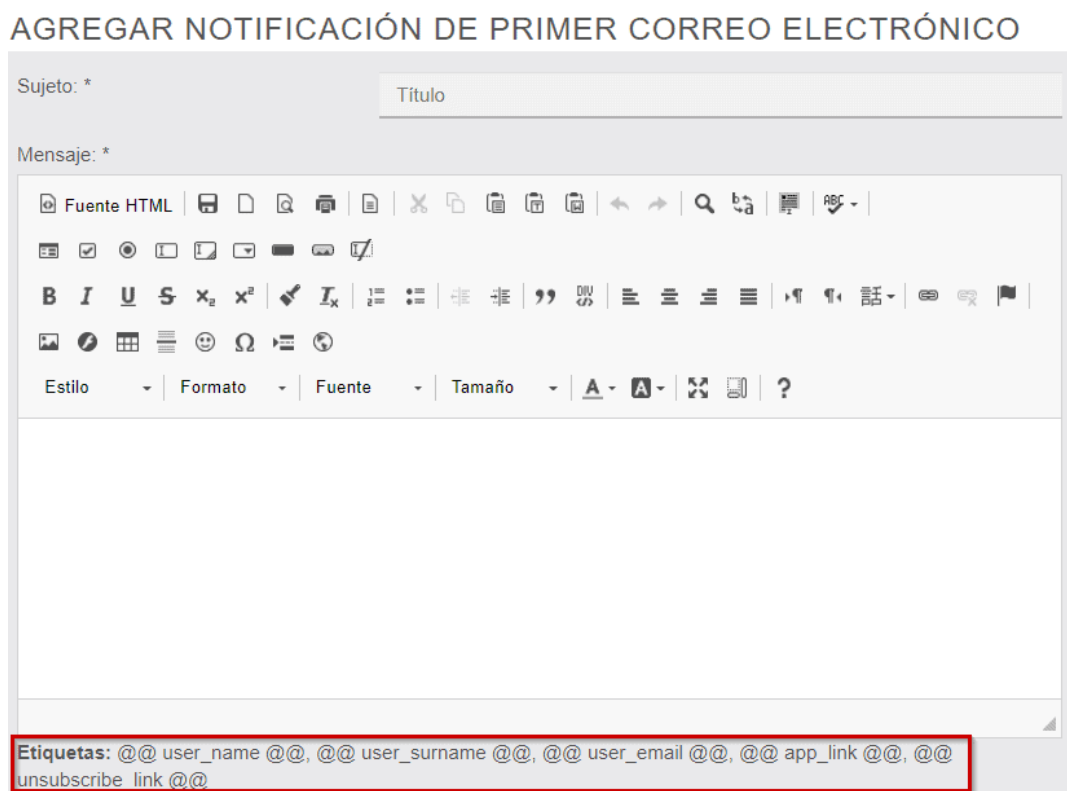 AGREGAR NOTIFICACIÓN DE PRIMER CORREO ELECTRÓNICO
Sujeto: *
Título
Mensaje: *
Fuente HTML
Estilo Formato Fuente Tamaño
Etiquetas: @@ user_name @@, @@ user_surname @@, @@ user_email @@, @@ app_link @@, @@
unsubscribe_link @@